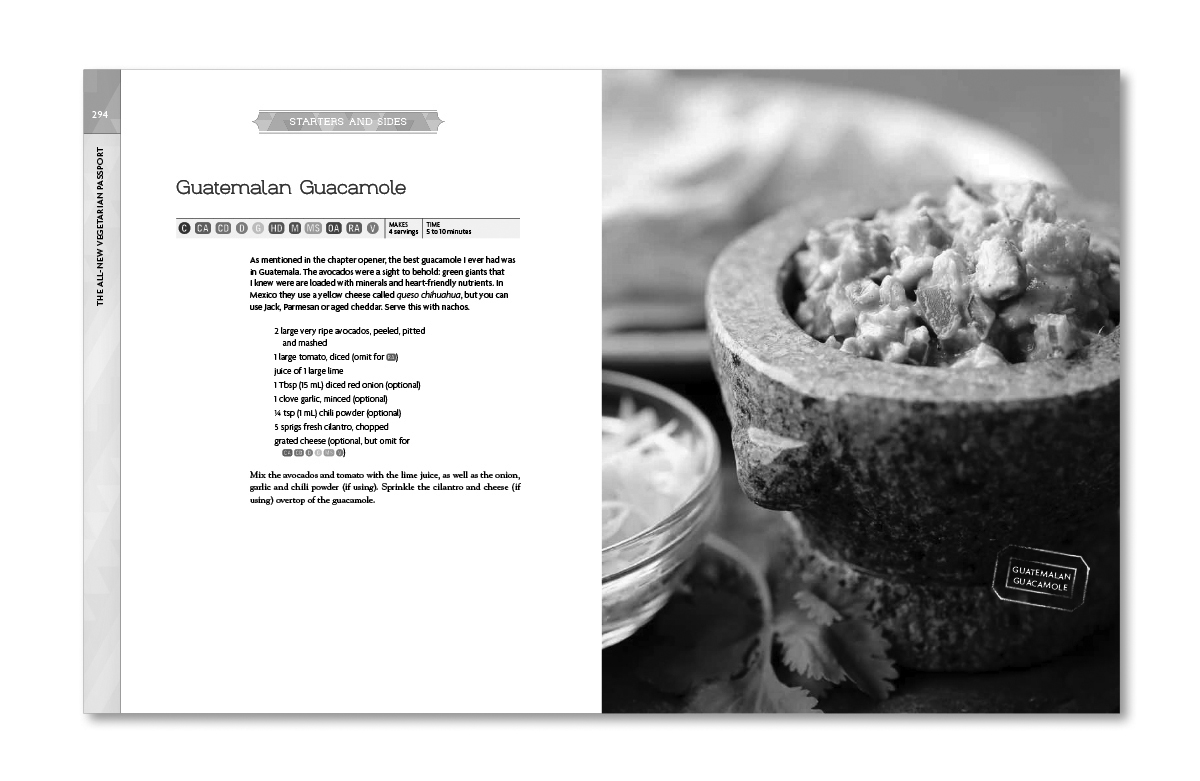 294
THE ALL-NEW VEGETARIAN PASSPORT
STARTERS AND SIDES
Guatemalan Guacamole
C CA CD D G HD M MS OA RA V
MAKES
4 servings
TIME
5 to 10 minutes
As mentioned in the chapter opener, the best guacamole I ever had was
in Guatemala. The avocados were a sight to behold: green giants that
I knew were are loaded with minerals and heart-friendly nutrients. In
Mexico they use a yellow cheese called queso chihuahua, but you can
use Jack, Parmesan or aged cheddar. Serve this with nachos.
2 large very ripe avocados, peeled, pitted
and mashed
1 large tomato, diced (omit for )
juice of 1 large lime
1 Tbsp (15 mL) diced red onion (optional)
1 clove garlic, minced (optional)
¼ tsp (1 mL) chili powder (optional)
5 sprigs fresh cilantro, chopped
grated cheese (optional, but omit for
)
Mix the avocados and tomato with the lime juice, as well as the onion,
garlic and chili powder (if using). Sprinkle the cilantro and cheese (if
using) overtop of the guacamole.
GUATEMALAN
GUACAMOLE